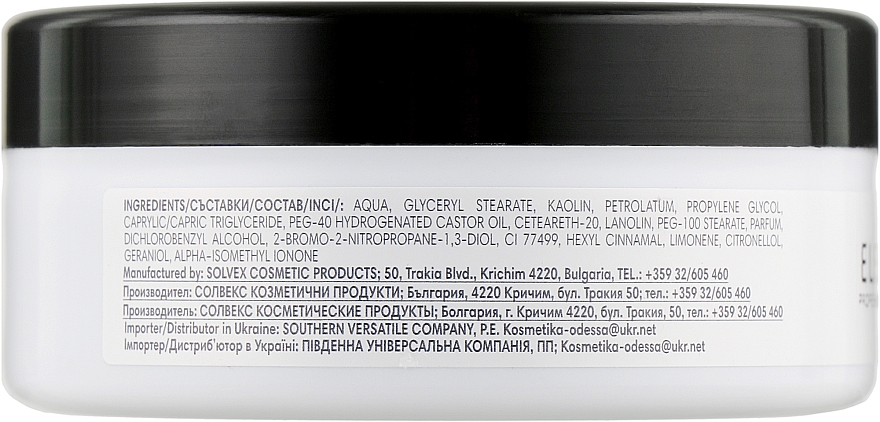 INGREDIENTS/СЪСТАВКИ/СОСТАВ/INCI/: AQUA, GLYCERYL STEARATE, KAOLIN, PETROLATUM, PROPYLENE GLYCOL,
CAPRYLIC/CAPRIC TRIGLYCERIDE, PEG-40 HYDROGENATED CASTOR OIL, CETEARETH-20, LANOLIN, PEG-100 STEARATE, PARFUM,
DICHLOROBENZYL ALCOHOL, 2-BROMO-2-NITROPROPANE-1,3-DIOL, CI 77499, HEXYL CINNAMAL, LIMONENE, CITRONELLOL,
GERANIOL, ALPHA-ISOMETHYL IONONE
Manufactured by: SOLVEX COSMETIC PRODUCTS; 50, Trakia Blvd., Krichim 4220, Bulgaria, TEL.: +359 32/605 460
Производител: СОЛВЕКС КОЗМЕТИЧНИ ПРОДУКТИ; България, 4220 Кричим, бул. Тракия 50; тел.: +359 32/605 460
Производитель: СОЛВЕКС КОСМЕТИЧЕСКИЕ ПРОДУКТЫ; Болгария, г. Кричим 4220, бул. Тракия, 50, тел.: +359 32/605 460
Importer/Distributor in Ukraine: SOUTHERN VERSATILE COMPANY, P.E. Kosmetika-odessa@ukr.net
Імпортер/Дистриб'ютор в Україні: ПІВДЕННА УНІВЕРСАЛЬНА КОМПАНІЯ, ПП; Kosmetika-odessa@ukr.net